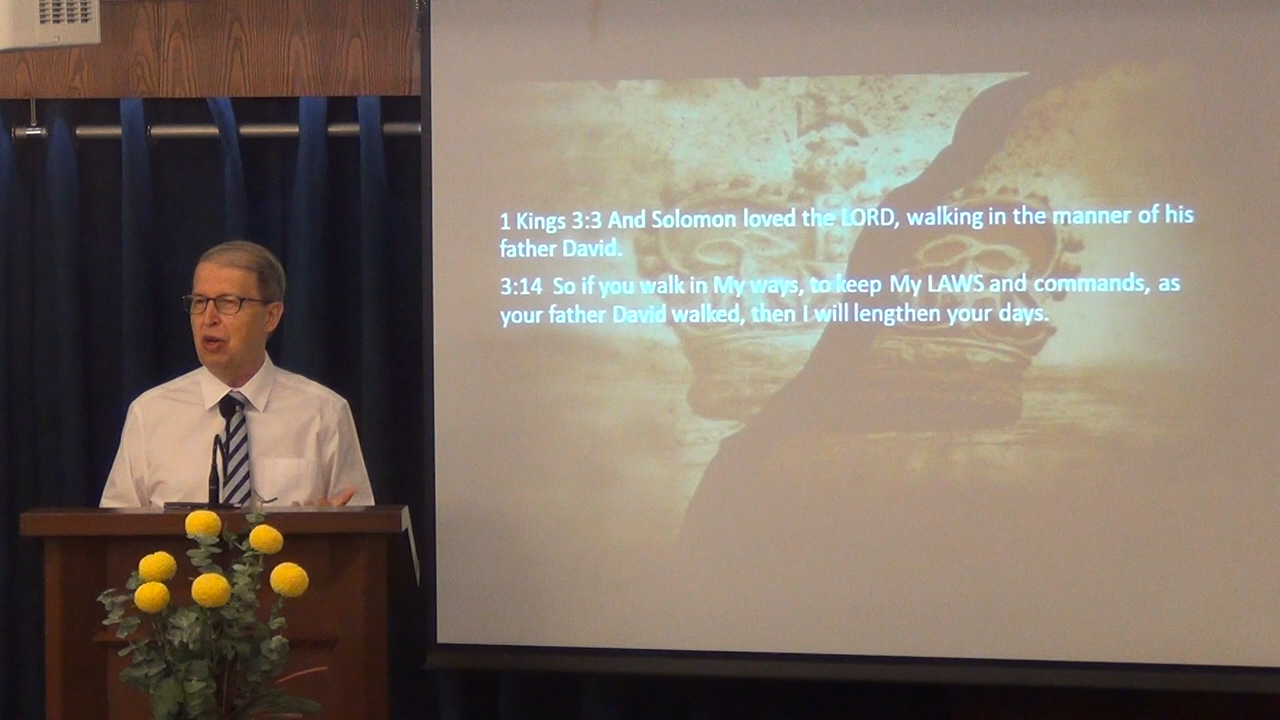 1 Kings 3:3 And Solomon loved the LORD, walking in the manner of his
father David.
3:14 So if you walk in My ways, to keep My LAWS and commands, as
your father David walked, then I will lengthen your days.